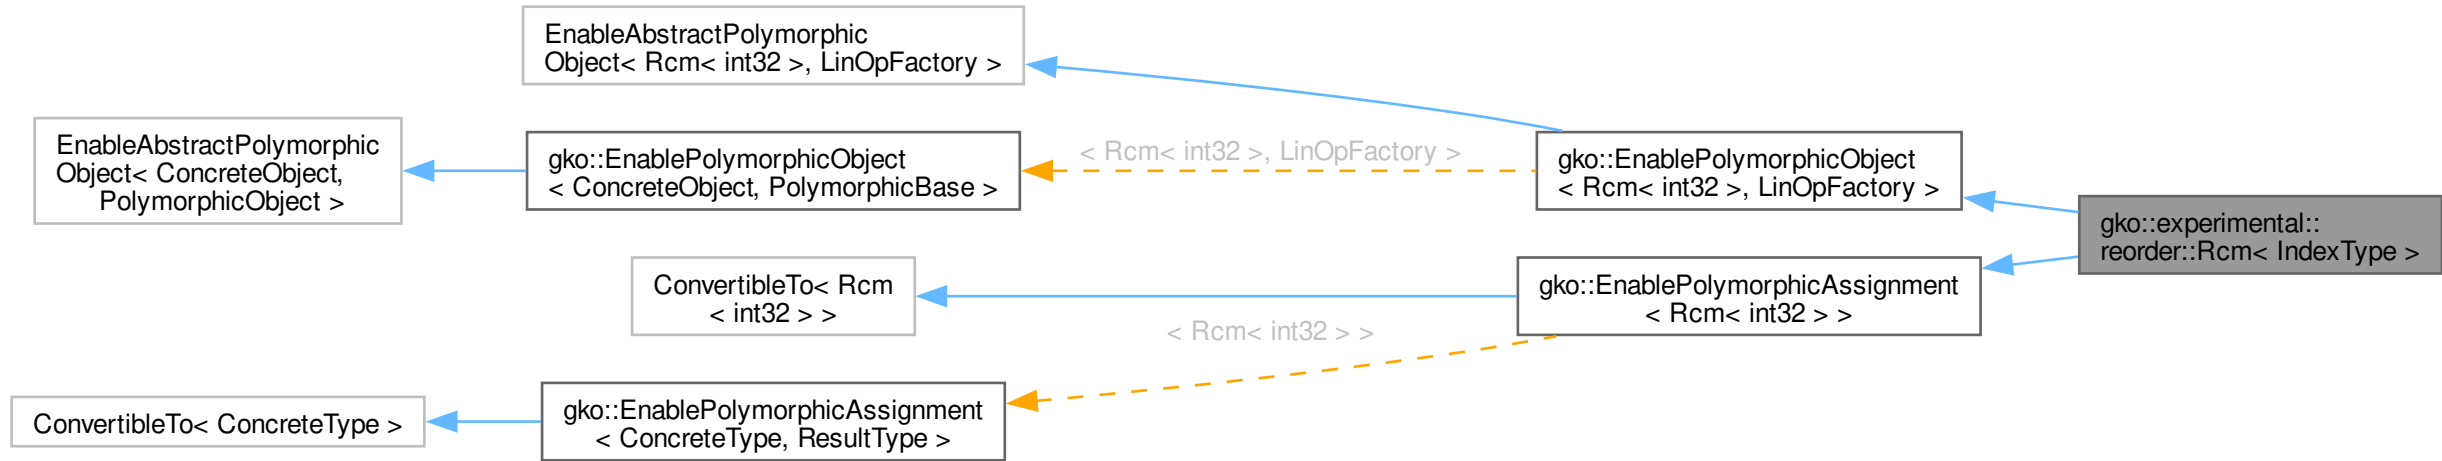 EnableAbstractPolymorphic
Object< Rcm< int32 >, LinOpFactory >
EnableAbstractPolymorphic
Object< ConcreteObject,
PolymorphicObject >
gko::EnablePolymorphicObject
< ConcreteObject, PolymorphicBase >
< Rcm< int32 >, LinOpFactory >
gko::EnablePolymorphicObject
< Rcm< int32 >, LinOpFactory >
gko::experimental::
reorder::Rcm< IndexType >
ConvertibleTo< Rcm
< int32 > >
gko::EnablePolymorphicAssignment
< Rcm< int32 > >
< Rcm< int32 > >
ConvertibleTo< ConcreteType >
gko::EnablePolymorphicAssignment
< ConcreteType, ResultType >